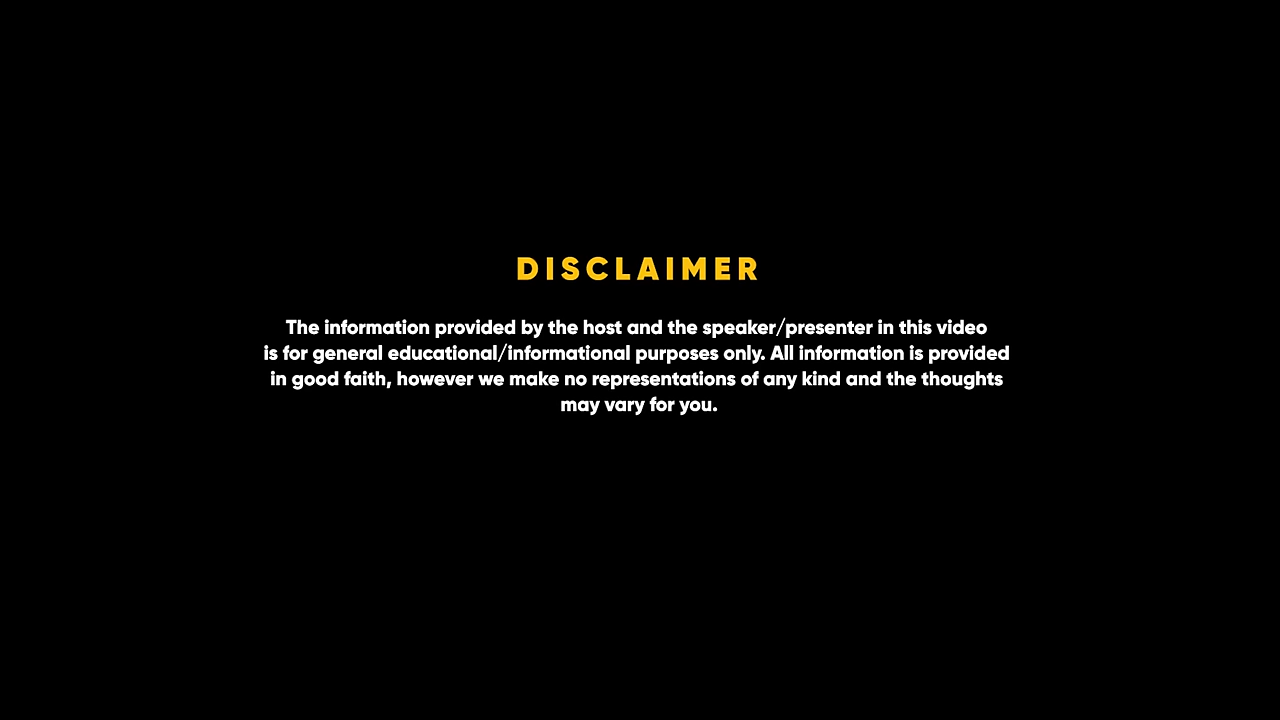 DISCLAIMER
The information provided by the host and the speaker/presenter in this video
is for general educational/informational purposes only. All information is provided
in good faith, however we make no representations of any kind and the thoughts
may vary for you.